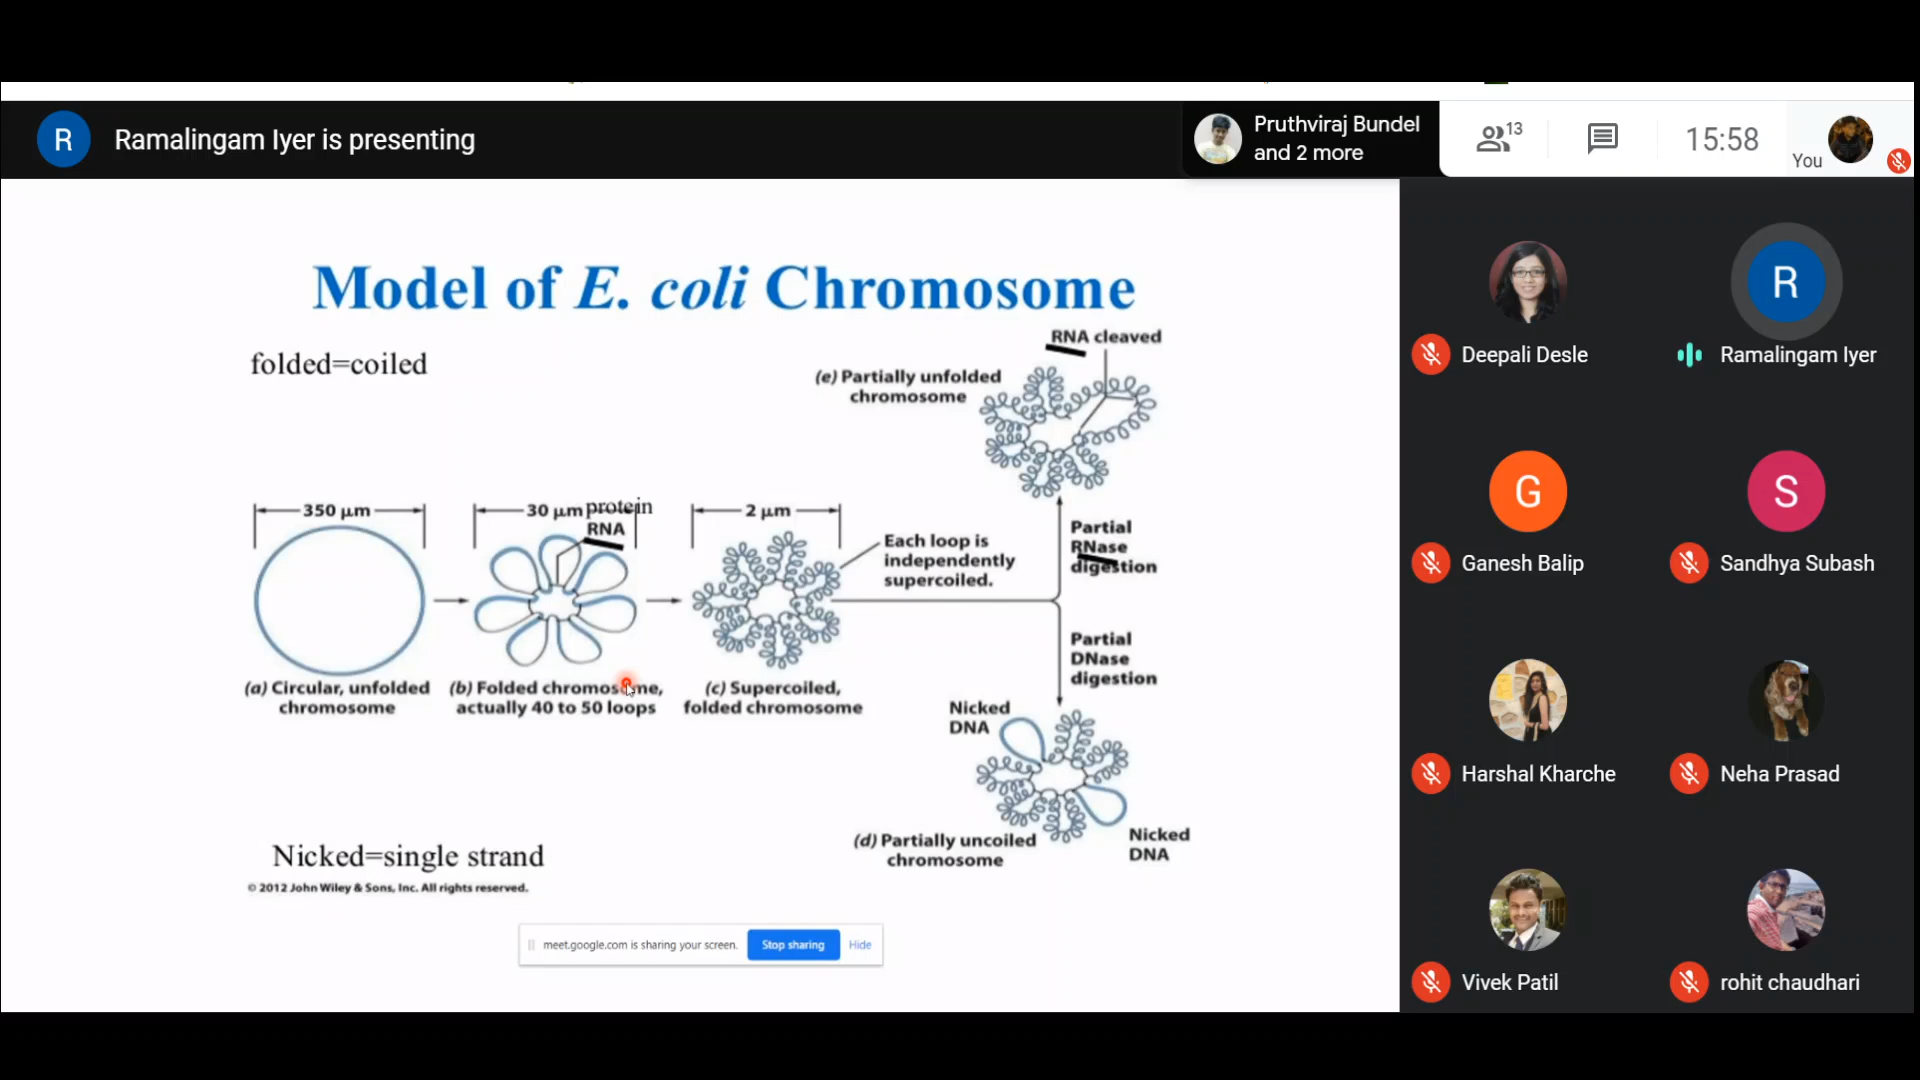 R
Ramalingam Iyer is presenting
Pruthviraj Bundel
and 2 more
13
15:58
You
Model of E. coli Chromosome
folded=coiled
RNA cleaved
(e) Partially unfolded
chromosome
350 μm
30 μm
protein
RNA
2 μm
Each loop is
independently
supercoiled.
Partial
RNase
digestion
Partial
DNase
digestion
(a) Circular, unfolded
chromosome
(b) Folded chromosome,
actually 40 to 50 loops
(c) Supercoiled,
folded chromosome
Nicked
DNA
(d) Partially uncoiled
chromosome
Nicked
DNA
Nicked=single strand
© 2012 John Wiley & Sons, Inc. All rights reserved.
meet.google.com is sharing your screen.
Stop sharing
Hide
R
Deepali Desle
Ramalingam Iyer
G
S
Ganesh Balip
Sandhya Subash
Harshal Kharche
Neha Prasad
Vivek Patil
rohit chaudhari